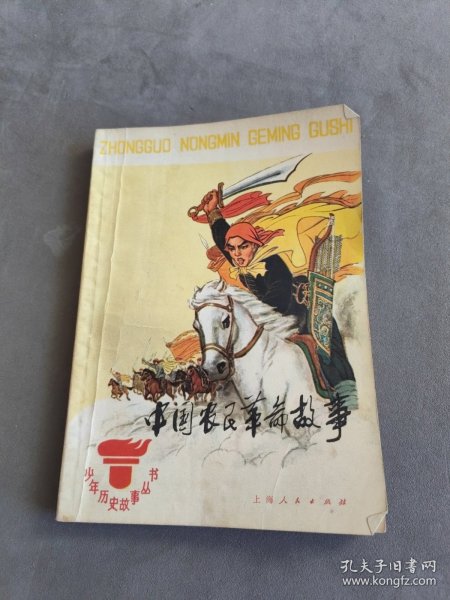 ZHONGGUO NONGMIN GEMING GUSHI
中国农民革命故事
少年历史故事丛书
上海人民出版社
孔夫子旧书网
www.kongfz.com